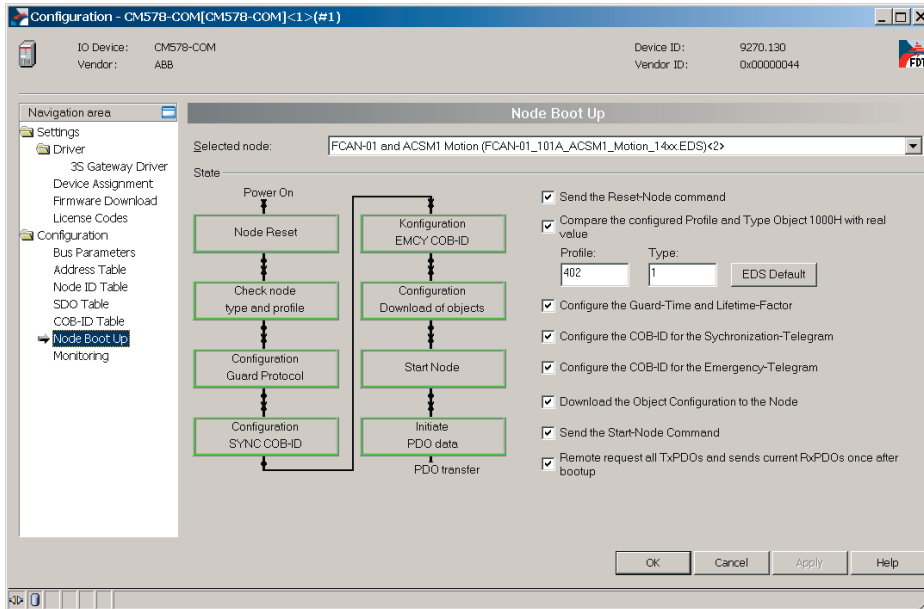 Configuration - CM578-COM[CM578-COM]<1>(#1)
IO Device: CM578-COM
Vendor: ABB
Device ID: 9270.130
Vendor ID: 0x00000044
FDT
Navigation area
Settings
Driver
3S Gateway Driver
Device Assignment
Firmware Download
License Codes
Configuration
Bus Parameters
Address Table
Node ID Table
SDO Table
COB-ID Table
Node Boot Up
Monitoring
Node Boot Up
Selected node: FCAN-01 and ACSM1 Motion (FCAN-01_101A_ACSM1_Motion_14xx.EDS)<2>
State
Power On
Node Reset
Check node
type and profile
Configuration
Guard Protocol
Configuration
SYNC COB-ID
Konfiguration
EMCY COB-ID
Configuration
Download of objects
Start Node
Initiate
PDO data
PDO transfer
Send the Reset-Node command
Compare the configured Profile and Type Object 1000H with real
value
Profile: Type:
402 1 EDS Default
Configure the Guard-Time and Lifetime-Factor
Configure the COB-ID for the Sychronization-Telegram
Configure the COB-ID for the Emergency-Telegram
Download the Object Configuration to the Node
Send the Start-Node Command
Remote request all TxPDOs and sends current RxPDOs once after
bootup
OK Cancel Apply Help